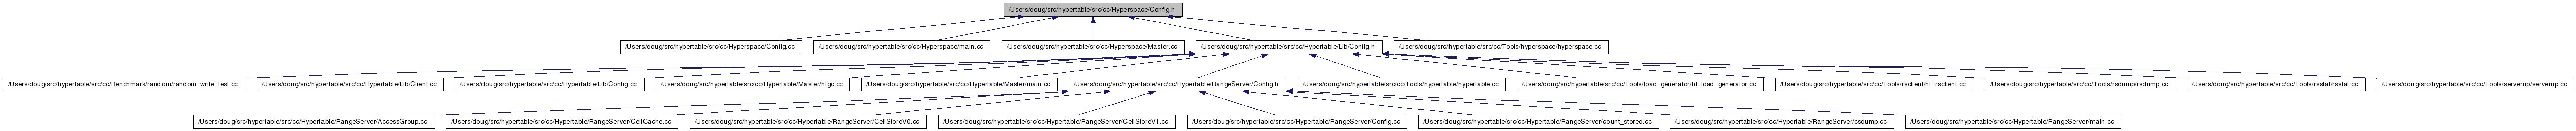 /Users/doug/src/hypertable/src/cc/Hyperspace/Config.h
/Users/doug/src/hypertable/src/cc/Hyperspace/Config.cc
/Users/doug/src/hypertable/src/cc/Hyperspace/main.cc
/Users/doug/src/hypertable/src/cc/Hyperspace/Master.cc
/Users/doug/src/hypertable/src/cc/Hypertable/Lib/Config.h
/Users/doug/src/hypertable/src/cc/Tools/hyperspace/hyperspace.cc
/Users/doug/src/hypertable/src/cc/Benchmark/random/random_write_test.cc
/Users/doug/src/hypertable/src/cc/Hypertable/Lib/Client.cc
/Users/doug/src/hypertable/src/cc/Hypertable/Lib/Config.cc
/Users/doug/src/hypertable/src/cc/Hypertable/Master/htgc.cc
/Users/doug/src/hypertable/src/cc/Hypertable/Master/main.cc
/Users/doug/src/hypertable/src/cc/Hypertable/RangeServer/Config.h
/Users/doug/src/hypertable/src/cc/Tools/hypertable/hypertable.cc
/Users/doug/src/hypertable/src/cc/Tools/load_generator/ht_load_generator.cc
/Users/doug/src/hypertable/src/cc/Tools/rsclient/ht_rsclient.cc
/Users/doug/src/hypertable/src/cc/Tools/rsdump/rsdump.cc
/Users/doug/src/hypertable/src/cc/Tools/rsstat/rsstat.cc
/Users/doug/src/hypertable/src/cc/Tools/serverup/serverup.cc
/Users/doug/src/hypertable/src/cc/Hypertable/RangeServer/AccessGroup.cc
/Users/doug/src/hypertable/src/cc/Hypertable/RangeServer/CellCache.cc
/Users/doug/src/hypertable/src/cc/Hypertable/RangeServer/CellStoreV0.cc
/Users/doug/src/hypertable/src/cc/Hypertable/RangeServer/CellStoreV1.cc
/Users/doug/src/hypertable/src/cc/Hypertable/RangeServer/Config.cc
/Users/doug/src/hypertable/src/cc/Hypertable/RangeServer/count_stored.cc
/Users/doug/src/hypertable/src/cc/Hypertable/RangeServer/csdump.cc
/Users/doug/src/hypertable/src/cc/Hypertable/RangeServer/main.cc